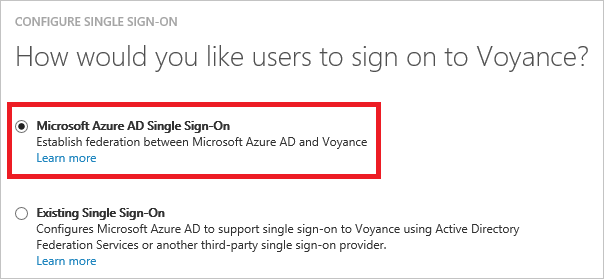 CONFIGURE SINGLE SIGN-ON
How would you like users to sign on to Voyance?
Microsoft Azure AD Single Sign-On
Establish federation between Microsoft Azure AD and Voyance
Learn more
Existing Single Sign-On
Configures Microsoft Azure AD to support single sign-on to Voyance using Active Directory
Federation Services or another third-party single sign-on provider.
Learn more